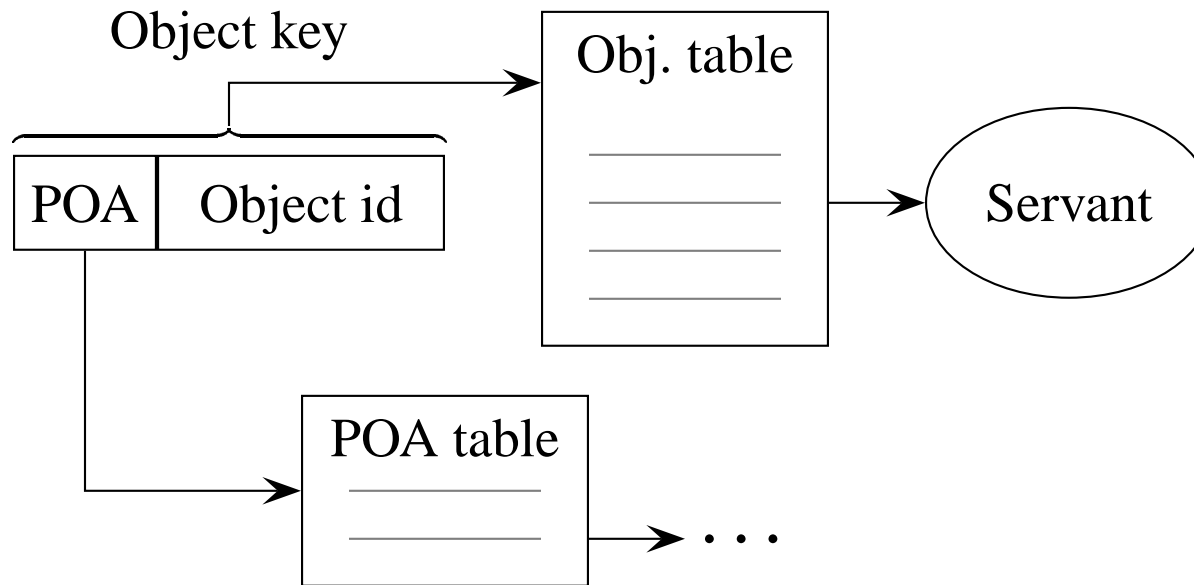 Object key
Obj. table
POA
Object id
Servant
POA table
. . .